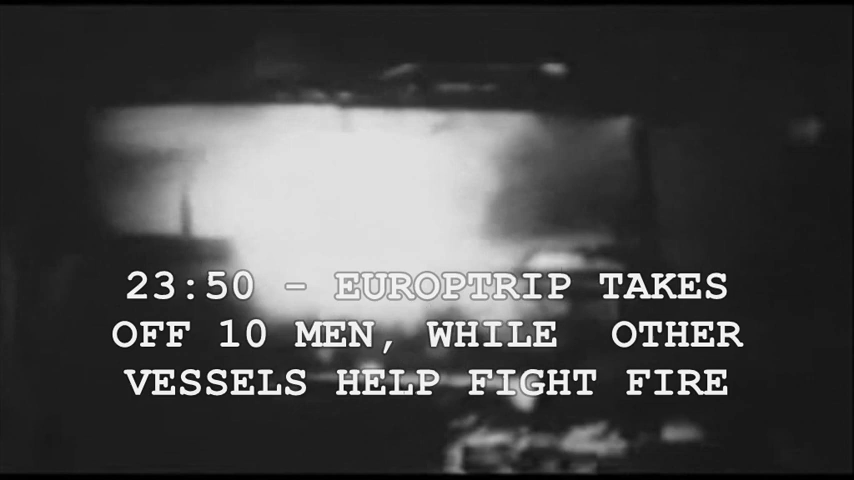 23:50 - EUROPTRIP TAKES
OFF 10 MEN, WHILE OTHER
VESSELS HELP FIGHT FIRE